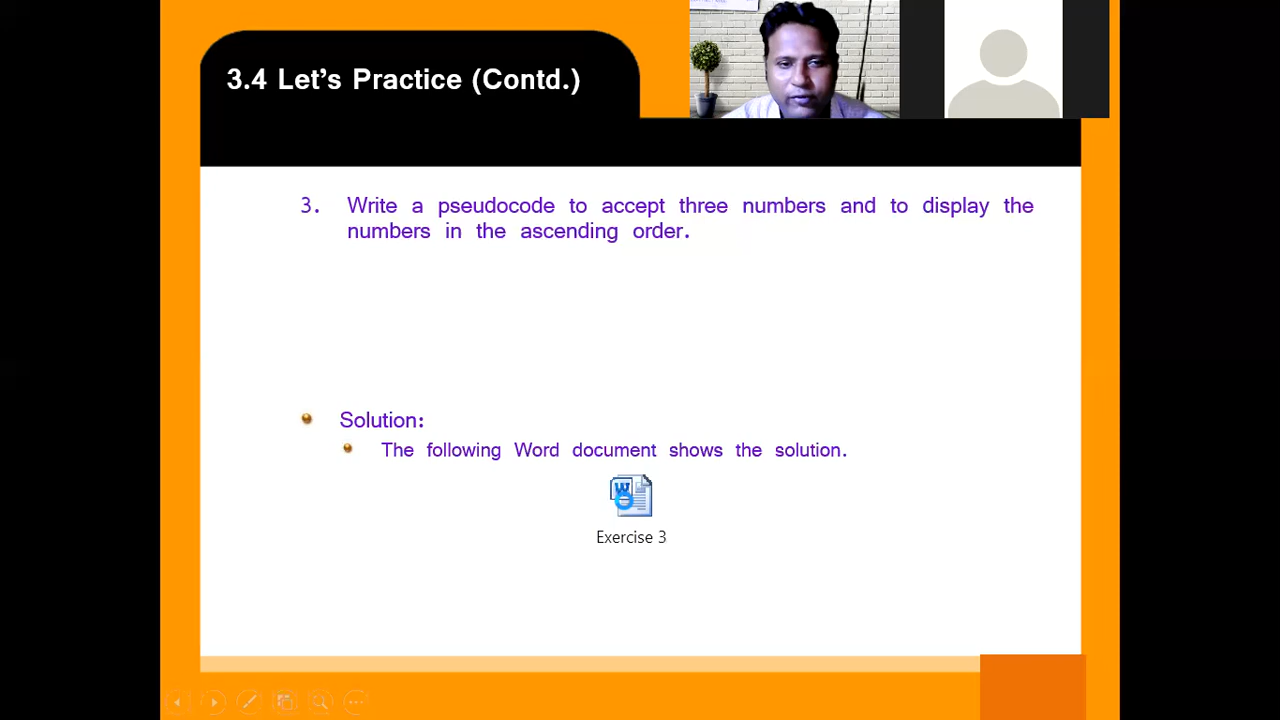 3.4 Let’s Practice (Contd.)
3. Write a pseudocode to accept three numbers and to display the
numbers in the ascending order.
Solution:
The following Word document shows the solution.
W
Exercise 3